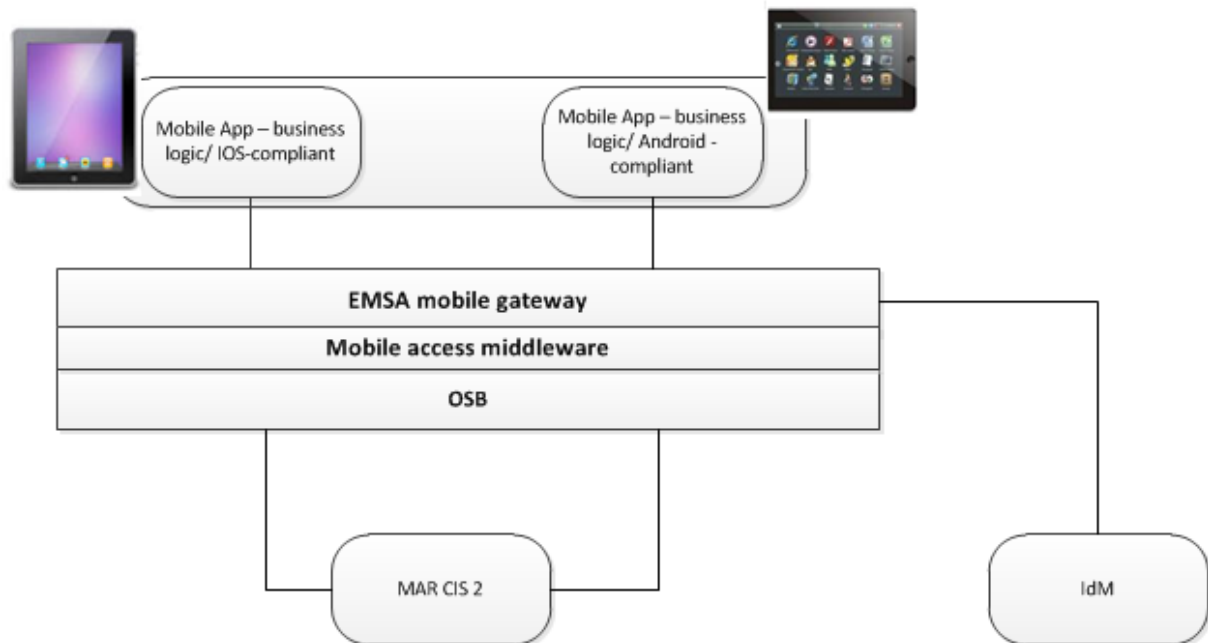 Mobile App – business
logic/ IOS-compliant
Mobile App – business
logic/ Android -
compliant
EMSA mobile gateway
Mobile access middleware
OSB
MAR CIS 2
IdM